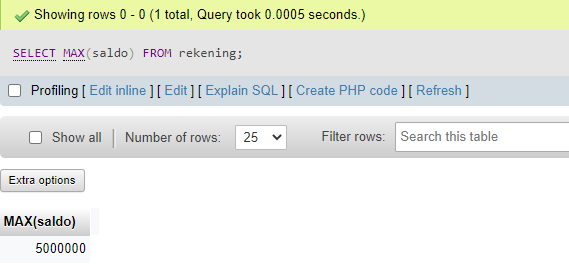 Showing rows 0 - 0 (1 total, Query took 0.0005 seconds.)
SELECT MAX(saldo) FROM rekening;
Profiling [ Edit inline ] [ Edit ] [ Explain SQL ] [ Create PHP code ] [ Refresh ]
Show all Number of rows: 25 Filter rows: Search this table
Extra options
MAX(saldo)
5000000